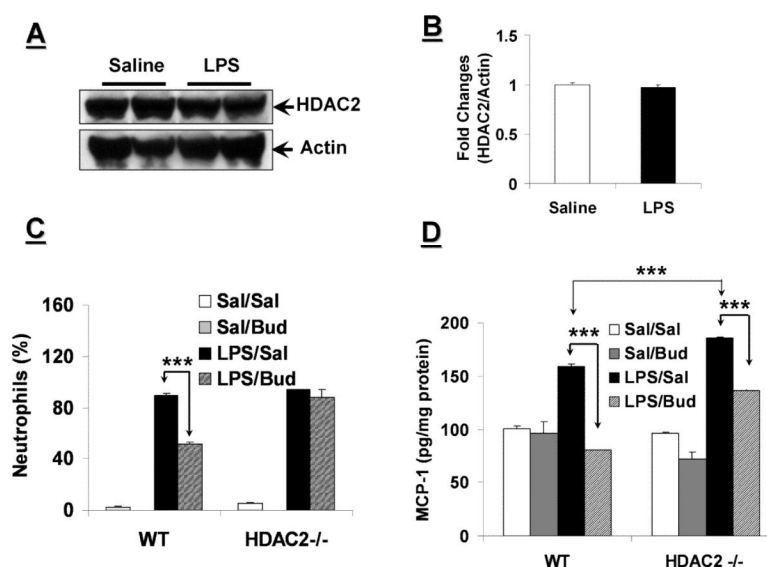 A
Saline LPS
HDAC2
Actin
B
Fold Changes
(HDAC2/Actin)
1.5
1
0.5
0
Saline LPS
C
Neutrophils (%)
160
120
80
40
0
Sal/Sal
Sal/Bud
LPS/Sal
LPS/Bud
***
WT HDAC2-/-
D
MCP-1 (pg/mg protein)
200
150
100
50
0
Sal/Sal
Sal/Bud
LPS/Sal
LPS/Bud
***
***
***
WT HDAC2 -/-